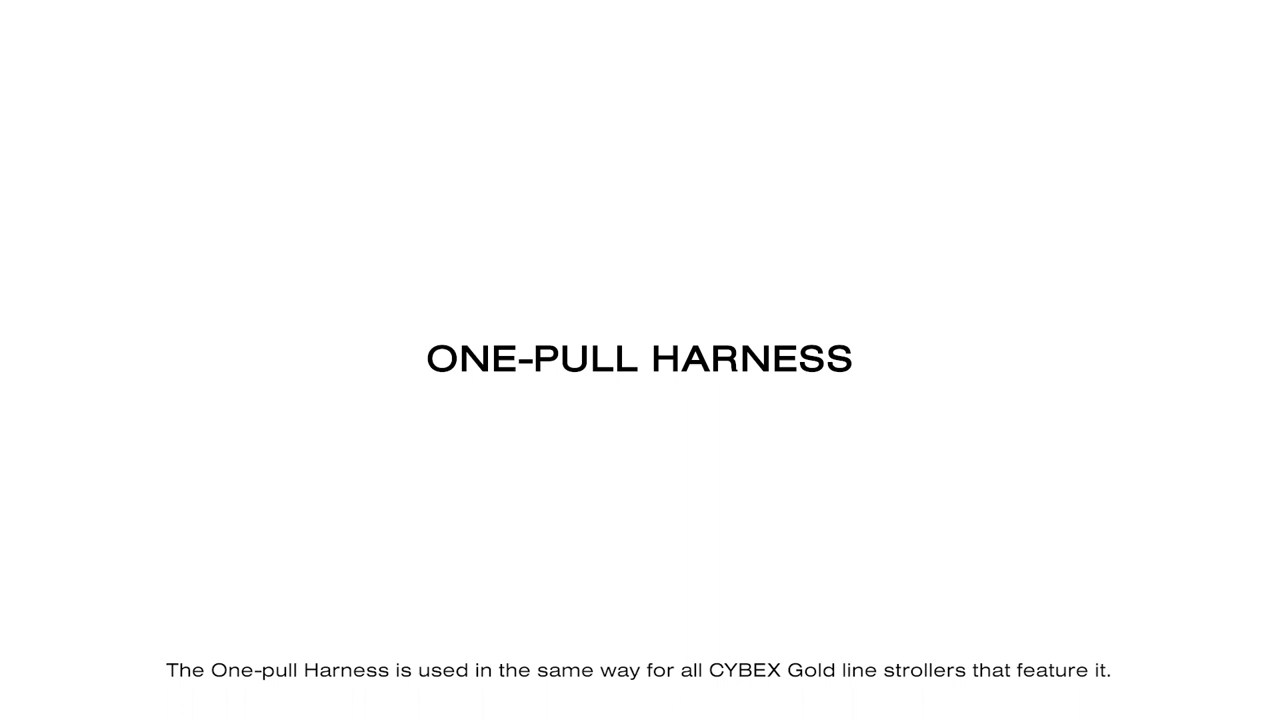 ONE-PULL HARNESS
The One-pull Harness is used in the same way for all CYBEX Gold line strollers that feature it.